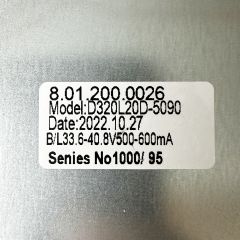 8.01.200.0026
Model:D320L20D-5090
Date:2022.10.27
B/L33.6-40.8V500-600mA
Senies No1000/ 95